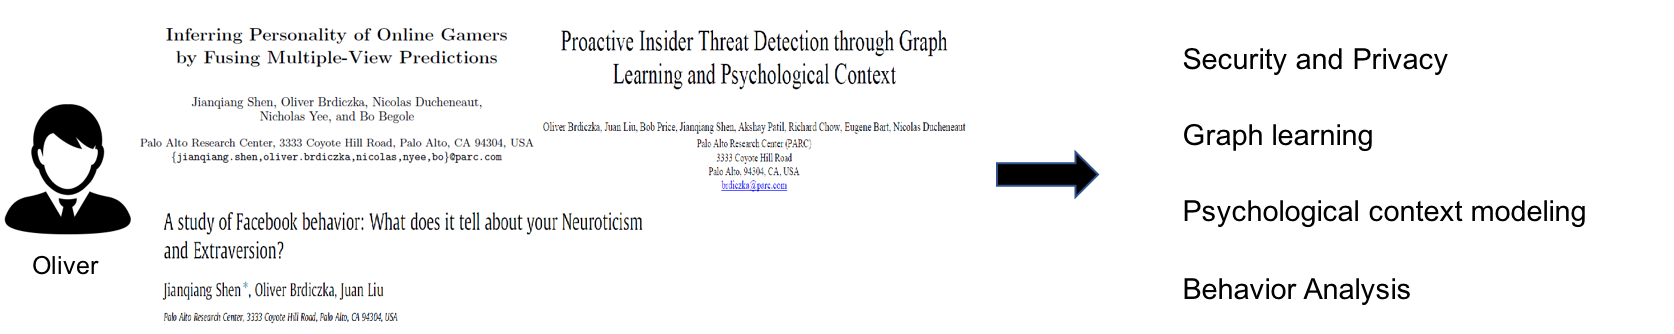 Inferring Personality of Online Gamers
by Fusing Multiple-View Predictions
Jianqiang Shen, Oliver Brdiczka, Nicolas Ducheneaut,
Nicholas Yee, and Bo Begole
Palo Alto Research Center, 3333 Coyote Hill Road, Palo Alto, CA 94304, USA
{jianqiang.shen,oliver.brdiczka,nicolas,nyee,bo}@parc.com
Proactive Insider Threat Detection through Graph
Learning and Psychological Context
Oliver Brdiczka, Juan Liu, Bob Price, Jianqiang Shen, Akshay Patil, Richard Chow, Eugene Bart, Nicolas Ducheneaut
Palo Alto Research Center (PARC)
3333 Coyote Hill Road
Palo Alto, 94304, CA, USA
brdiczka@parc.com
A study of Facebook behavior: What does it tell about your Neuroticism
and Extraversion?
Jianqiang Shen*, Oliver Brdiczka, Juan Liu
Palo Alto Research Center, 3333 Coyote Hill Road, Palo Alto, CA 94304, USA
Oliver
Security and Privacy
Graph learning
Psychological context modeling
Behavior Analysis